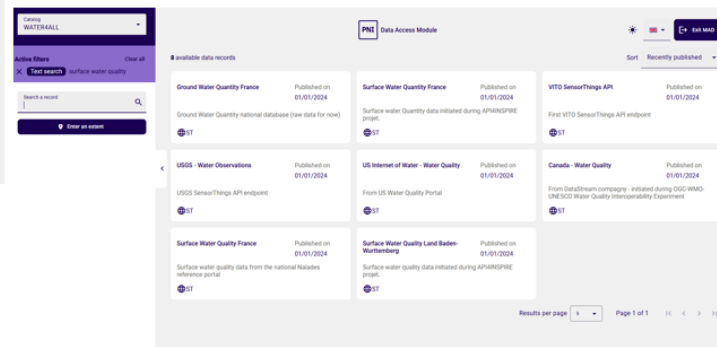 Catalog
WATER4ALL
Active filters
Clear all
Text search
surface water quality
Search a record
Enter an extent
PNI
Data Access Module
Exit MAD
8 available data records
Sort
Recently published
Ground Water Quantity France
Published on
01/01/2024
Ground Water Quantity national database (raw data for now)
ST
Surface Water Quantity France
Published on
01/01/2024
Surface water Quantity data initiated during API4INSPIRE
projet.
ST
VITO SensorThings API
Published on
01/01/2024
First VITO SensorThings API endpoint
ST
USGS - Water Observations
Published on
01/01/2024
USGS SensorThings API endpoint
ST
US Internet of Water - Water Quality
Published on
01/01/2024
From US Water Quality Portal
ST
Canada - Water Quality
Published on
01/01/2024
From DataStream compagny - initiated during OGC-WMO-
UNESCO Water Quality Interoperability Experiment
ST
Surface Water Quality France
Published on
01/01/2024
Surface water quality data from the national Naiades
reference portal
ST
Surface Water Quality Land Baden-
Wurttemberg
Published on
01/01/2024
Surface water quality data initiated during API4INSPIRE
projet.
ST
Results per page
Page 1 of 1